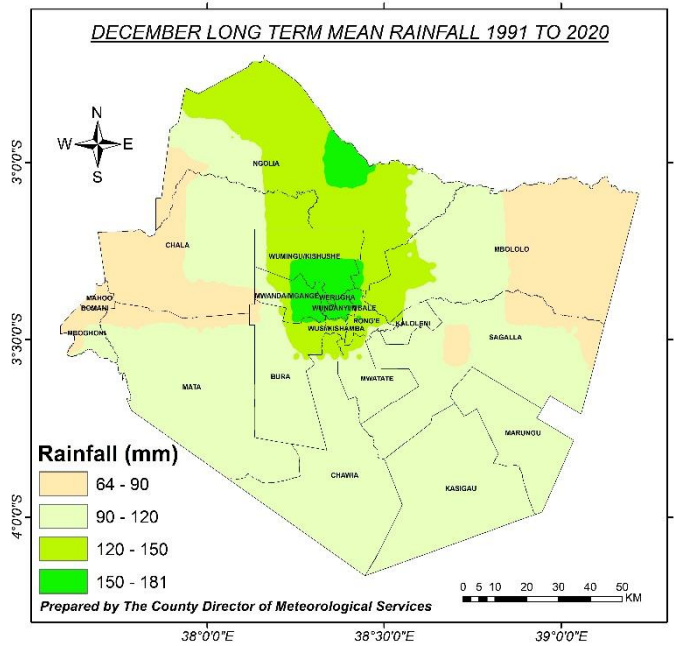 DECEMBER LONG TERM MEAN RAINFALL 1991 TO 2020
N
W E
S
3°0'0"S
3°30'0"S
4°0'0"S
NGOLIA
CHALA
WUMINGU/KISHUSHE
MBOLOLO
MAHOO
BOMANI
MBOGHONI
MWANDA/MGANGE
WERUGHA
WUNDANYI/MBALE
RONG'E
WUSI/KISHAMBA
KALOLENI
SAGALLA
MATA
BURA
MWATATE
MARUNGU
CHAWIA
KASIGAU
Rainfall (mm)
64 - 90
90 - 120
120 - 150
150 - 181
Prepared by The County Director of Meteorological Services
0 5 10 20 30 40 50
KM
38°0'0"E
38°30'0"E
39°0'0"E